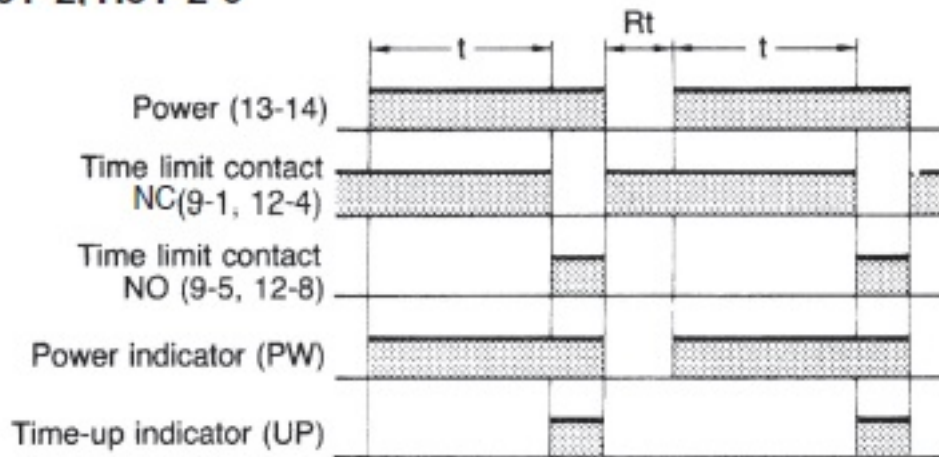 t
Rt
t
Power (13-14)
Time limit contact
NC(9-1, 12-4)
Time limit contact
NO (9-5, 12-8)
Power indicator (PW)
Time-up indicator (UP)